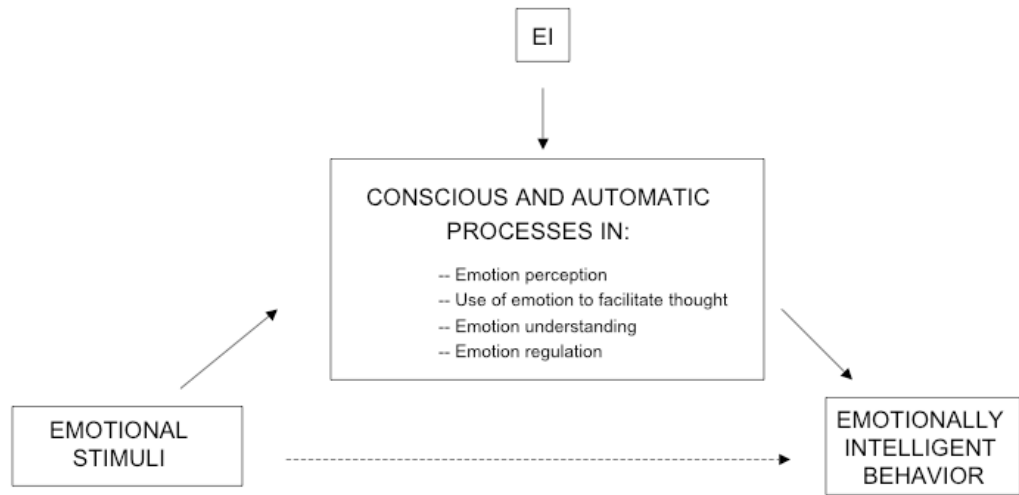 EI
CONSCIOUS AND AUTOMATIC
PROCESSES IN:
-- Emotion perception
-- Use of emotion to facilitate thought
-- Emotion understanding
-- Emotion regulation
EMOTIONAL
STIMULI
EMOTIONALLY
INTELLIGENT
BEHAVIOR